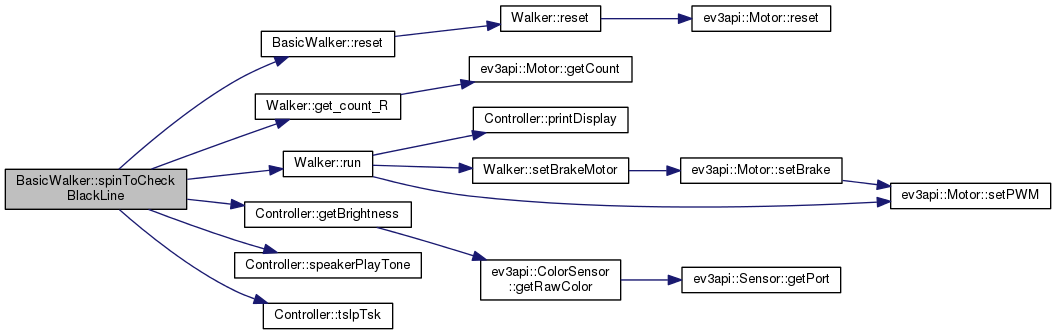 BasicWalker::spinToCheck
BlackLine
BasicWalker::reset
Walker::reset
ev3api::Motor::reset
Walker::get_count_R
ev3api::Motor::getCount
Walker::run
Controller::printDisplay
Walker::setBrakeMotor
ev3api::Motor::setBrake
ev3api::Motor::setPWM
Controller::getBrightness
ev3api::ColorSensor
::getRawColor
ev3api::Sensor::getPort
Controller::speakerPlayTone
Controller::tslpTsk